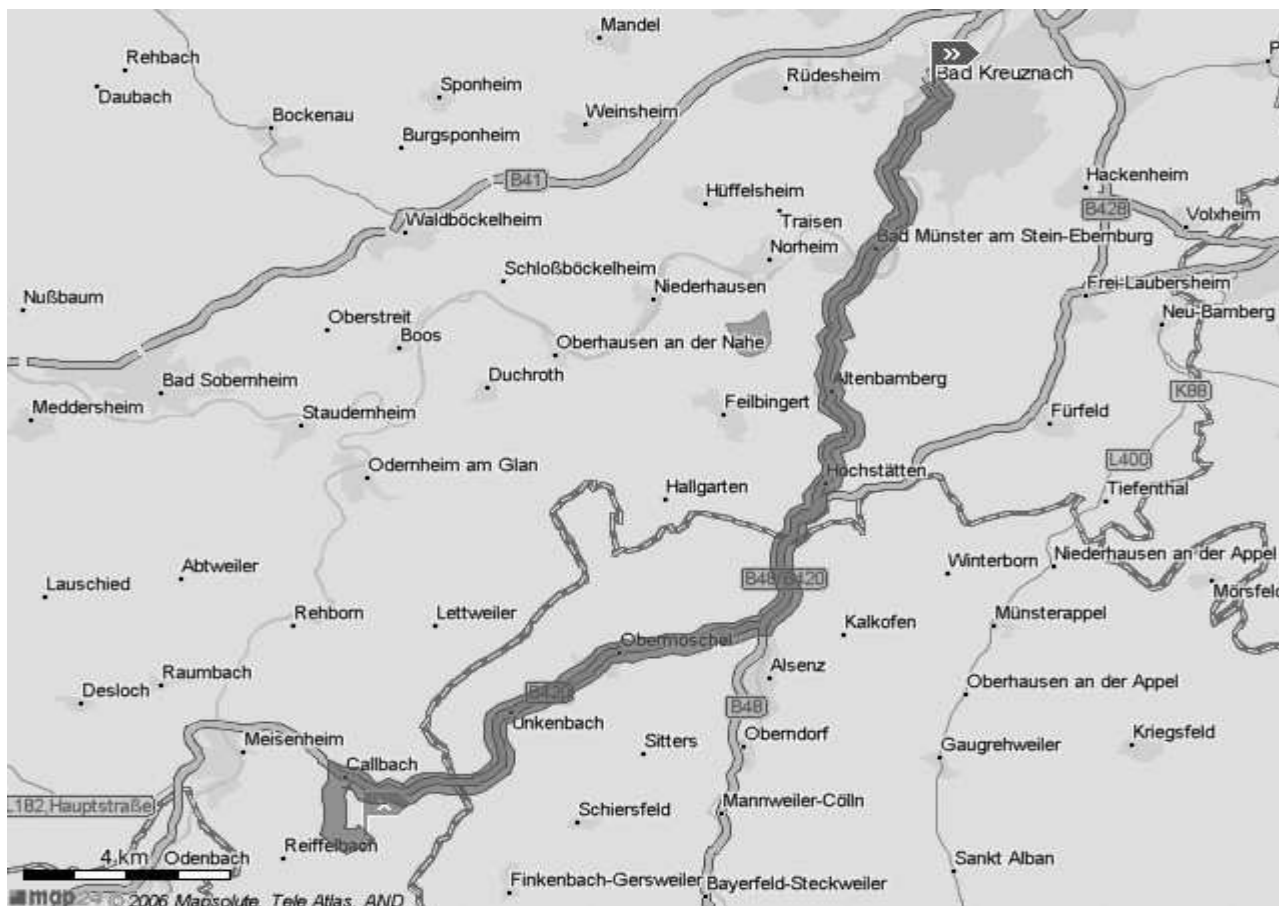 Mandel
Rehbach
Daubach
Sponheim
Rüdesheim
Bad Kreuznach
P
Bockenau
Weinsheim
Burgsponheim
B41
Hackenheim
Hüffelsheim
B428
Traisen
Volxheim
Waldböckelheim
Bad Münster am Stein-Ebernburg
Norheim
Schloßböckelheim
Niederhausen
Frei-Laubersheim
Nußbaum
Neu-Bamberg
Oberstreit
Boos
Oberhausen an der Nahe
Bad Sobernheim
Duchroth
Altenbamberg
K88
Meddersheim
Staudernheim
Feilbingert
Fürfeld
L400
Odernheim am Glan
Hochstätten
Hallgarten
Tiefenthal
Winterborn
Niederhausen an der Appel
Abtweiler
B48/B420
Lauschied
Mörsfeld
Rehborn
Lettweiler
Kalkofen
Münsterappel
Obermoschel
Raumbach
Alsenz
Desloch
B420
Oberhausen an der Appel
B48
Unkenbach
Meisenheim
Sitters
Oberndorf
Gaugrehweiler
Kriegsfeld
Callbach
L182,Hauptstraße
Schiersfeld
Mannweiler-Cölln
Reiffelbach
4 km
Odenbach
Sankt Alban
Finkenbach-Gersweiler
Bayerfeld-Steckweiler
map24 © 2006 Mapsolute, Tele Atlas, AND